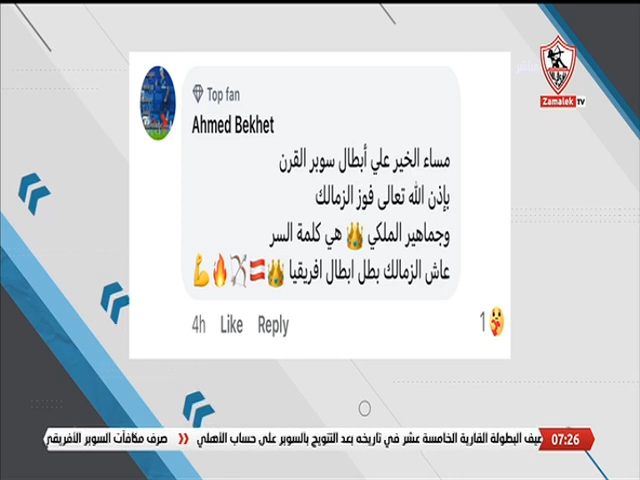 Zamalek TV
Top fan
Ahmed Bekhet
مساء الخير علي أبطال سوبر القرن
بإذن الله تعالى فوز الزمالك
وجماهير الملكي 👑 هي كلمة السر
عاش الزمالك بطل ابطال افريقيا 👑🇦🇹🏹🔥💪
4h Like Reply 1
07:26 عيف البطولة القارية الخامسة عشر في تاريخه بعد التتويج بالسوبر على حساب الأهلي » صرف مكافآت السوبر الأفريقي